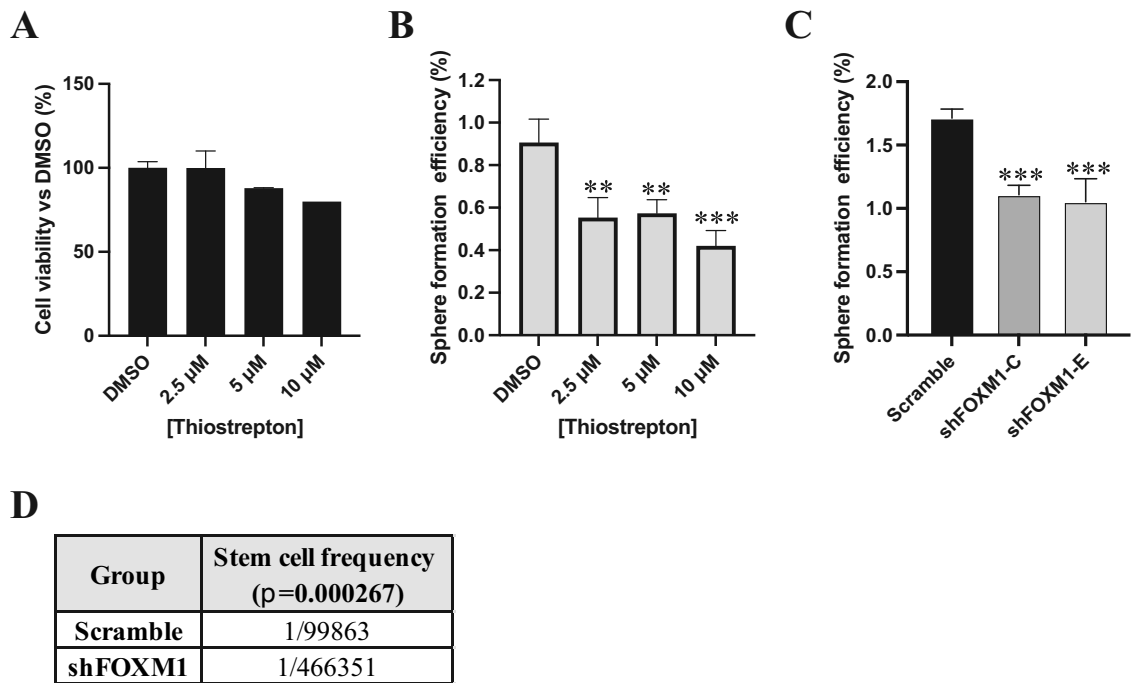 A
Cell viability vs DMSO (%)
150
100
50
0
DMSO
2.5 µM
5 µM
10 µM
[Thiostrepton]
B
Sphere formation efficiency (%)
1.2
1.0
0.8
0.6
0.4
0.2
0.0
**
**
***
DMSO
2.5 µM
5 µM
10 µM
[Thiostrepton]
C
Sphere formation efficiency (%)
2.0
1.5
1.0
0.5
0.0
***
***
Scramble
shFOXM1-C
shFOXM1-E
D
Group
Stem cell frequency
(p=0.000267)
Scramble
1/99863
shFOXM1
1/466351